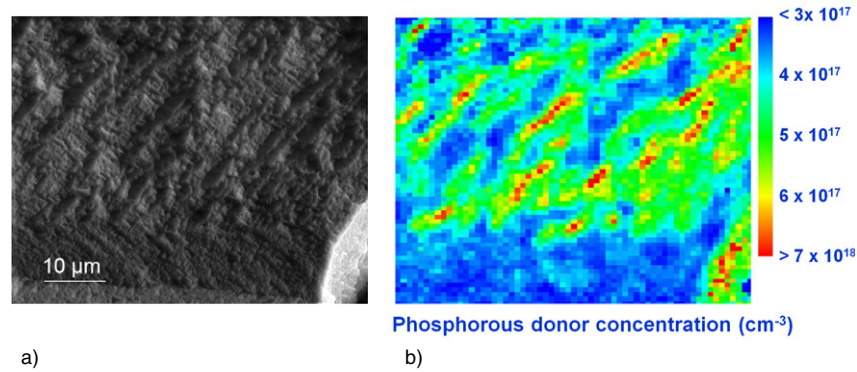 10 µm
< 3x 10¹⁷
4 x 10¹⁷
5 x 10¹⁷
6 x 10¹⁷
> 7 x 10¹⁸
Phosphorous donor concentration (cm⁻³)
a)
b)